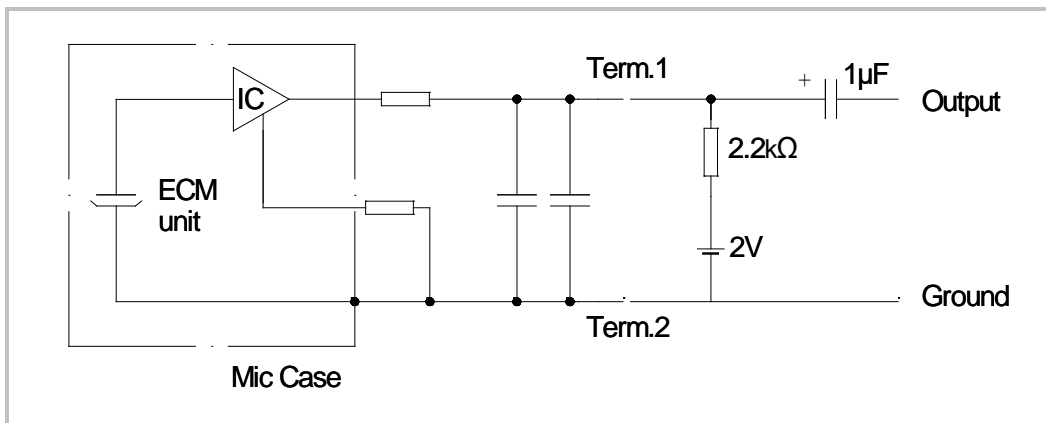 Term.1
1µF
+
IC
Output
2.2kΩ
ECM
unit
2V
Ground
Term.2
Mic Case